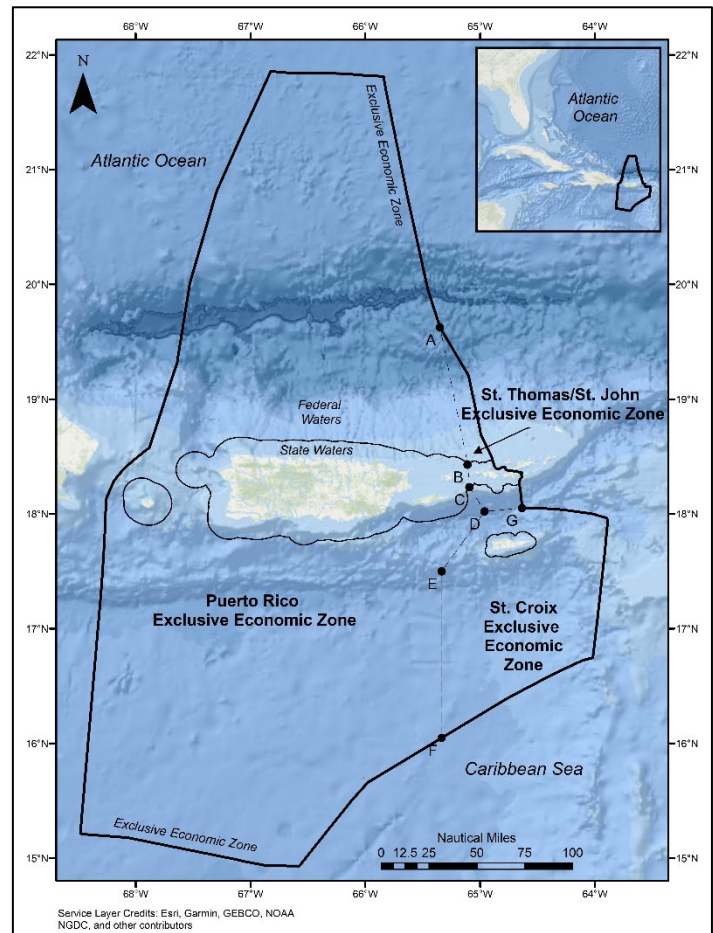 68°W 67°W 66°W 65°W 64°W
22°N 22°N
N
Exclusive Economic Zone
Atlantic
Ocean
Atlantic Ocean
21°N 21°N
20°N 20°N
A
19°N 19°N
Federal
Waters
St. Thomas/St. John
Exclusive Economic Zone
State Waters
B
C
18°N 18°N
D
G
E
Puerto Rico
Exclusive Economic Zone
St. Croix
Exclusive
Economic
Zone
17°N 17°N
16°N 16°N
F
Caribbean Sea
Exclusive Economic Zone
Nautical Miles
0 12.5 25 50 75 100
15°N 15°N
68°W 67°W 66°W 65°W 64°W
Service Layer Credits: Esri, Garmin, GEBCO, NOAA
NGDC, and other contributors